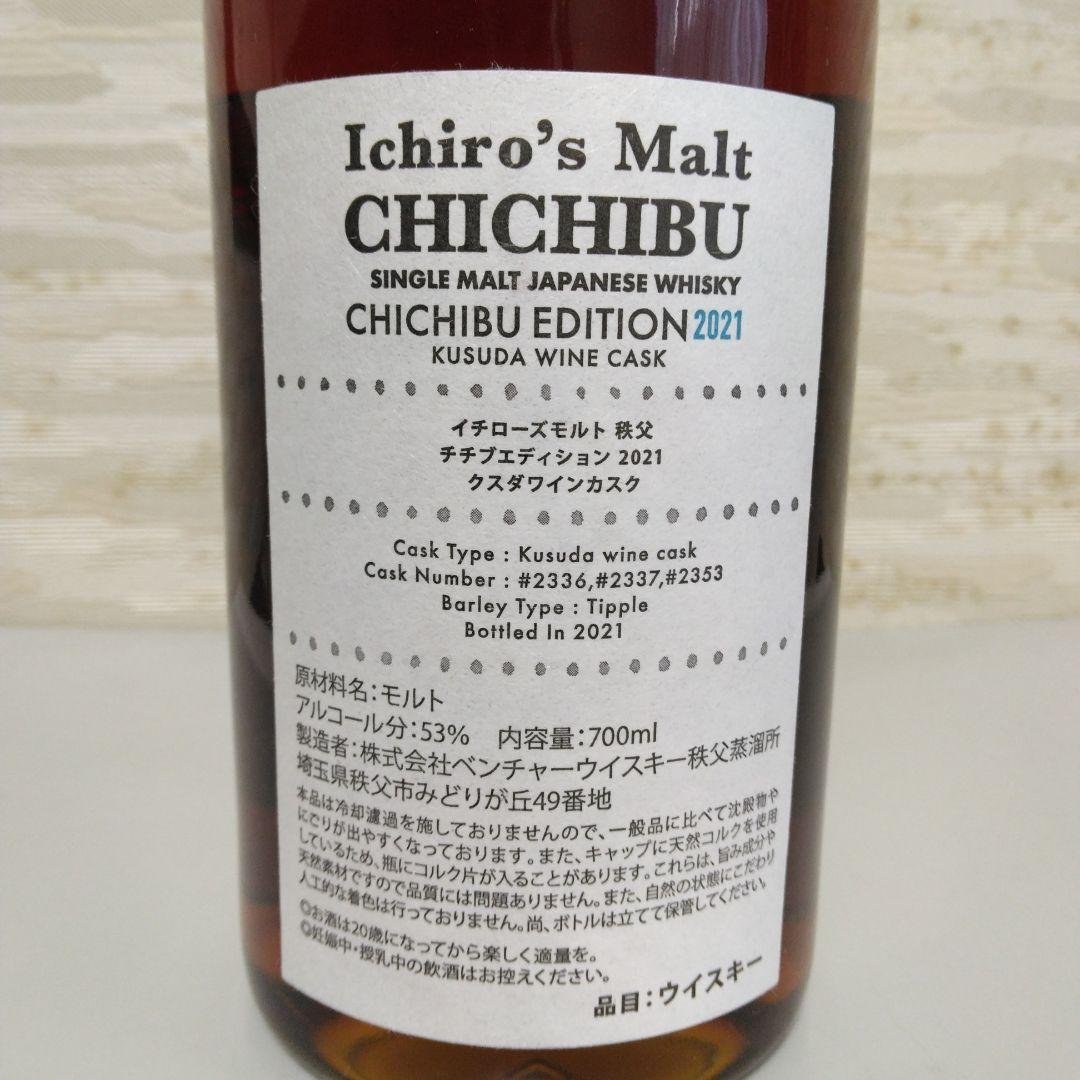 Ichiro's Malt
CHICHIBU
SINGLE MALT JAPANESE WHISKY
CHICHIBU EDITION 2021
KUSUDA WINE CASK
イチローズモルト 秩父
チチブエディション 2021
クスダワインカスク
Cask Type : Kusuda wine cask
Cask Number : #2336,#2337,#2353
Barley Type : Tipple
Bottled In 2021
原材料名：モルト
アルコール分：53% 内容量：700ml
製造者：株式会社ベンチャーウイスキー秩父蒸溜所
埼玉県秩父市みどりが丘49番地
本品は冷却濾過を施しておりませんので、一般品に比べて沈殿物や
にごりが出やすくなっております。また、キャップに天然コルクを使用
しているため、瓶にコルク片が入ることがあります。これらは、旨み成分や
天然素材ですので品質には問題ありません。また、自然の状態にこだわり
人工的な着色は行っておりません。尚、ボトルは立てて保管してください。
◎お酒は20歳になってから楽しく適量を。
◎妊娠中・授乳中の飲酒はお控えください。
品目：ウイスキー